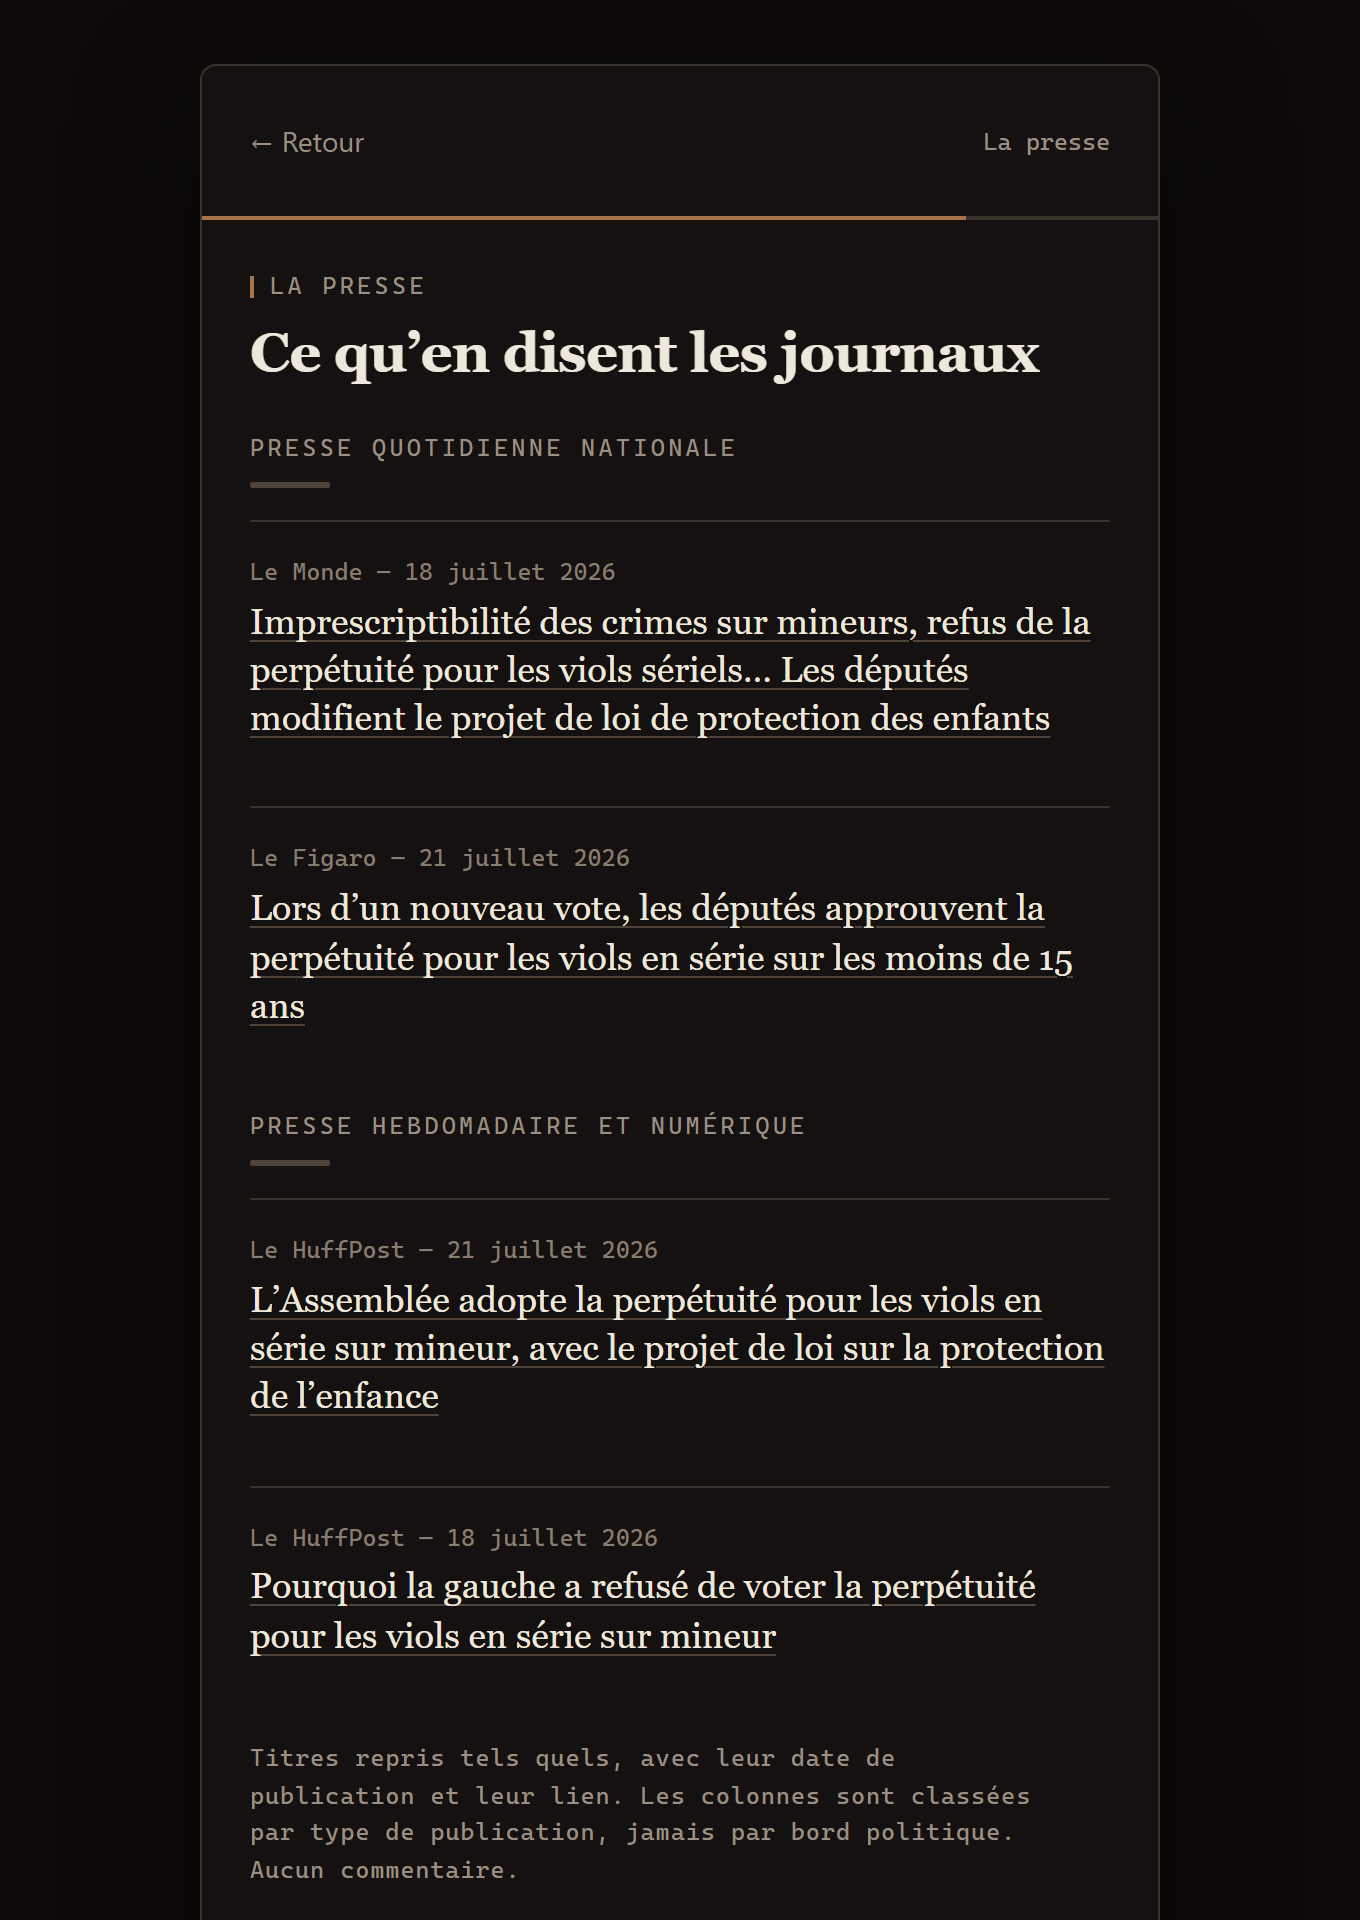 ← Retour
La presse
LA PRESSE
Ce qu’en disent les journaux
PRESSE QUOTIDIENNE NATIONALE
Le Monde — 18 juillet 2026
Imprescriptibilité des crimes sur mineurs, refus de la
perpétuité pour les viols sériels… Les députés
modifient le projet de loi de protection des enfants
Le Figaro — 21 juillet 2026
Lors d’un nouveau vote, les députés approuvent la
perpétuité pour les viols en série sur les moins de 15
ans
PRESSE HEBDOMADAIRE ET NUMÉRIQUE
Le HuffPost — 21 juillet 2026
L’Assemblée adopte la perpétuité pour les viols en
série sur mineur, avec le projet de loi sur la protection
de l’enfance
Le HuffPost — 18 juillet 2026
Pourquoi la gauche a refusé de voter la perpétuité
pour les viols en série sur mineur
Titres repris tels quels, avec leur date de
publication et leur lien. Les colonnes sont classées
par type de publication, jamais par bord politique.
Aucun commentaire.